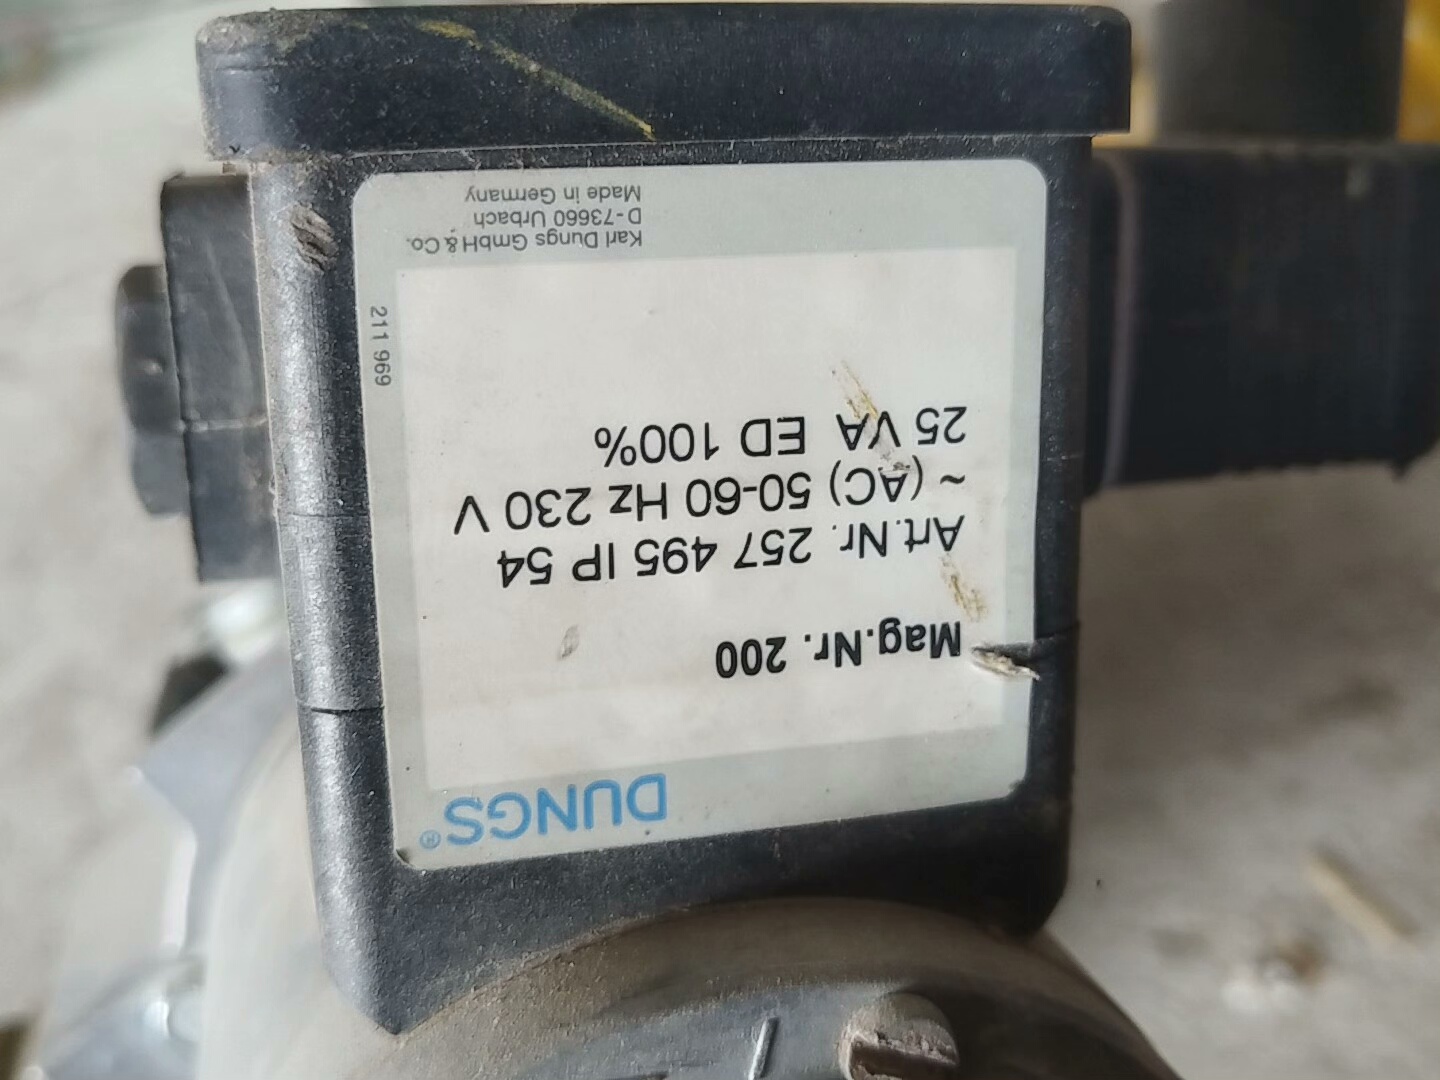 DUNGS®
Mag.Nr. 200
Art.Nr. 257 495 IP 54
~ (AC) 50-60 Hz 230 V
25 VA ED 100%
211 969
Karl Dungs GmbH & Co.
D-73660 Urbach
Made in Germany